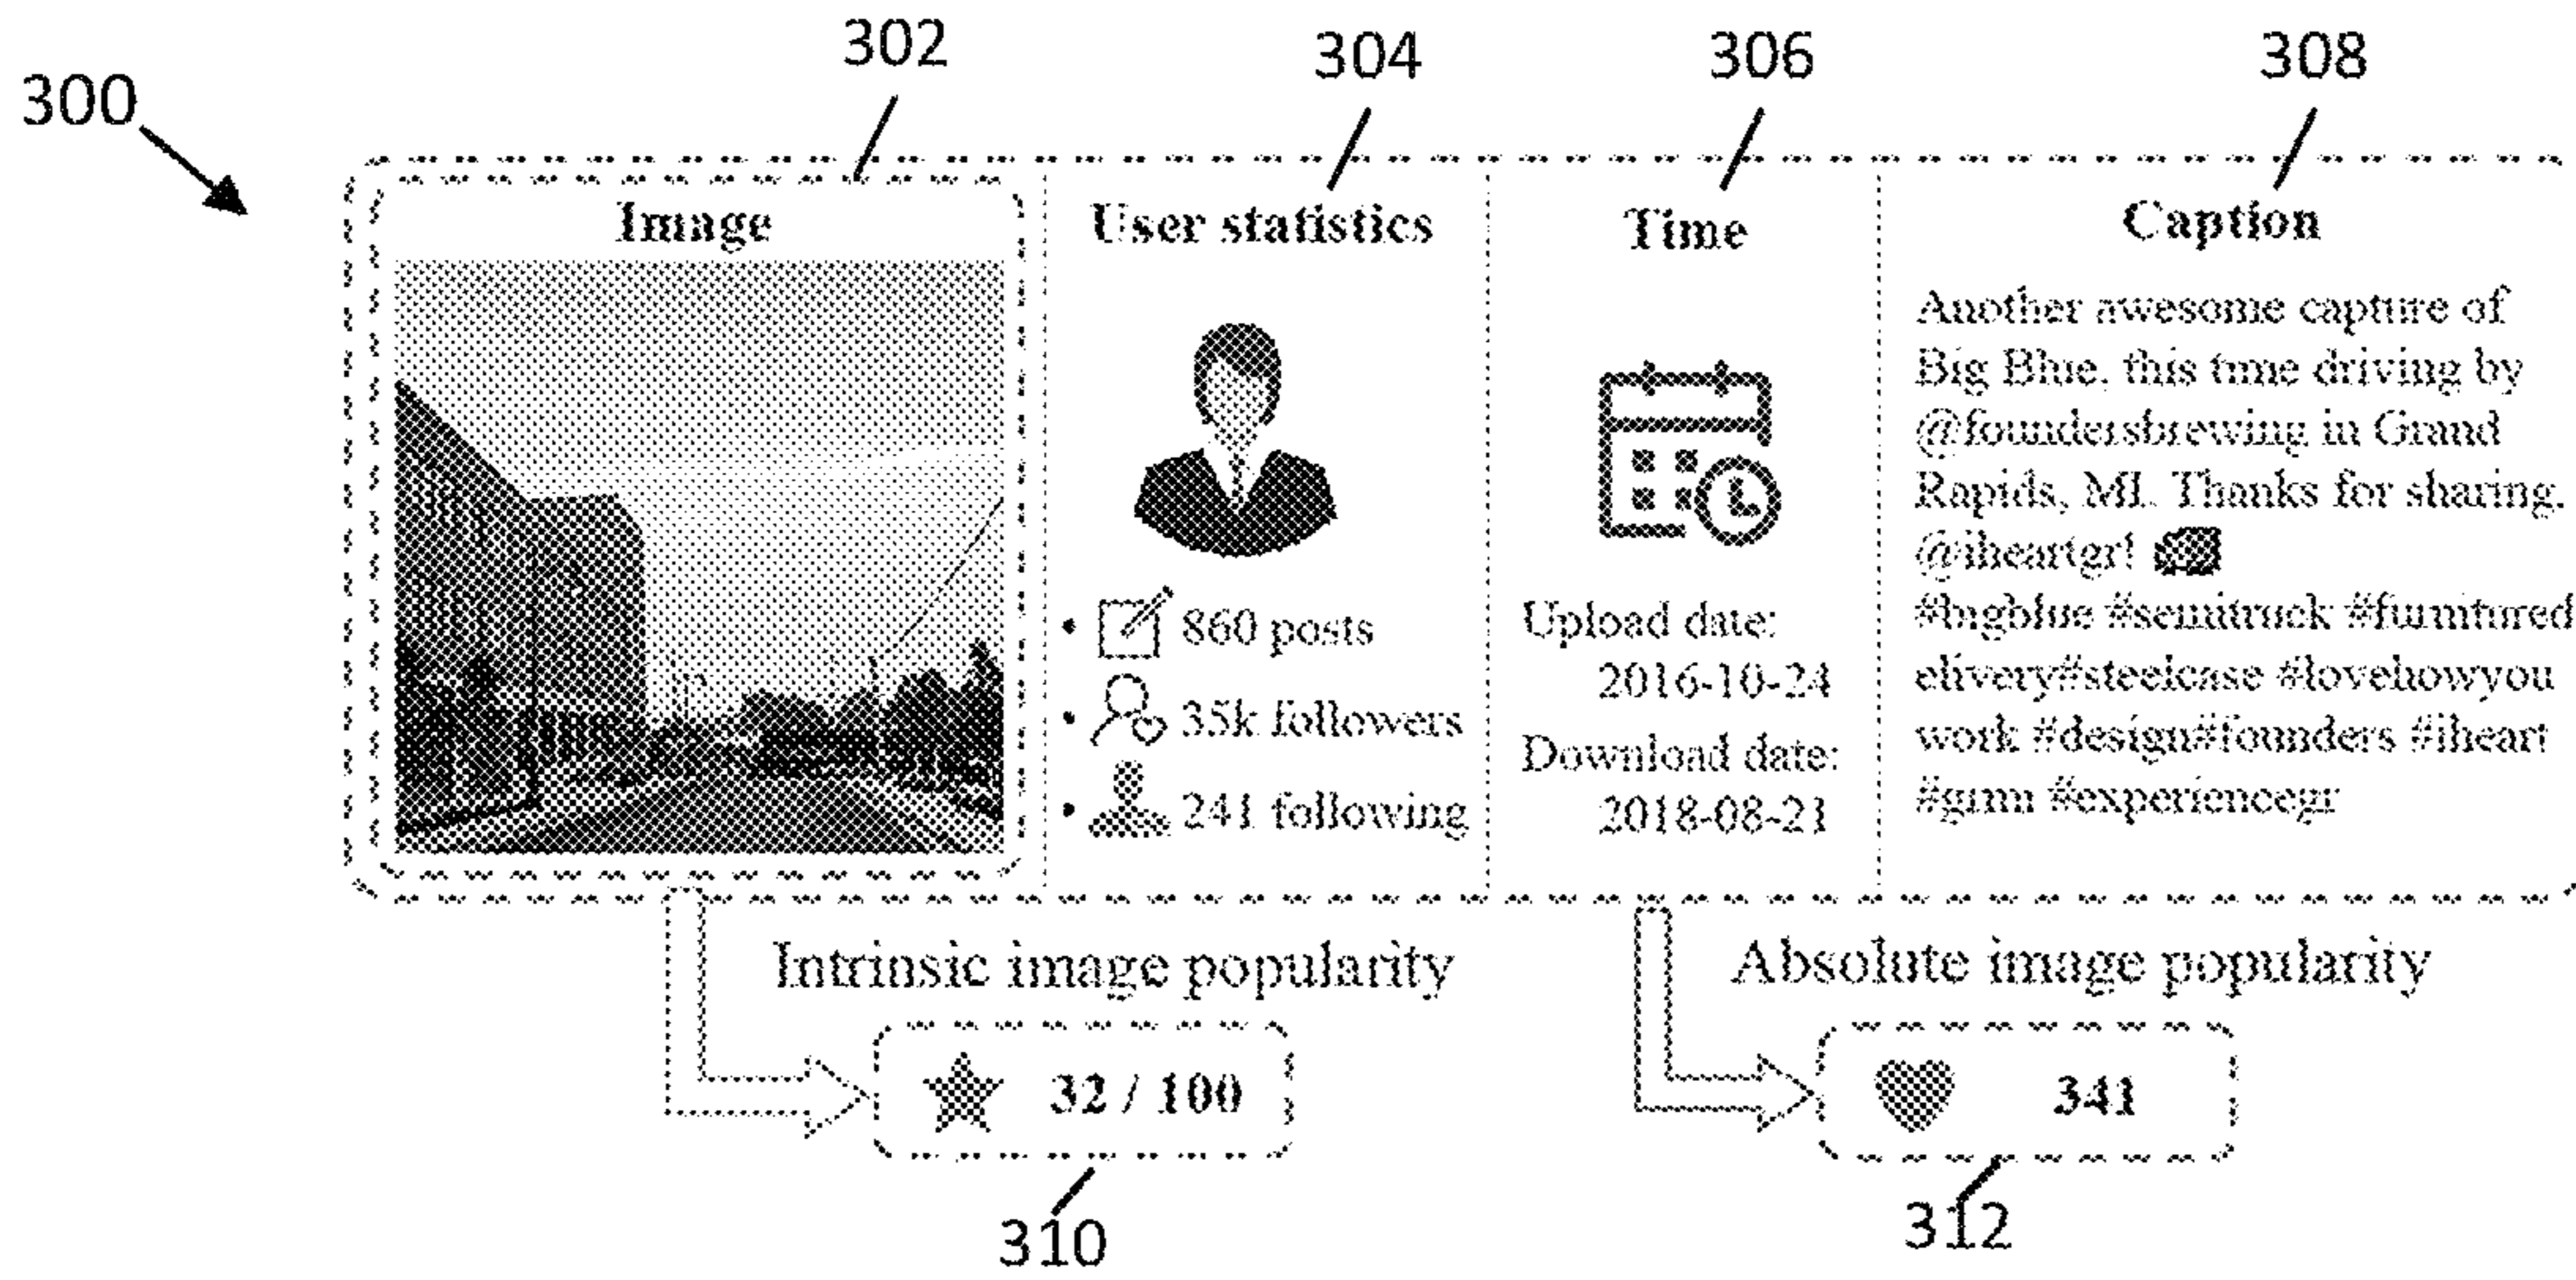 302
304
306
308
300
Image
User statistics
Time
Caption
Another awesome capture of
Big Blue, this time driving by
@foundersbrewing in Grand
Rapids, MI. Thanks for sharing,
@iheartgr!
#bigblue #semitruck #furnitured
elivery#steelcase #lovehowyou
work #design#founders #iheart
#experiencegr
860 posts
35k followers
241 following
Upload date:
2016-10-24
Download date:
2018-08-21
Intrinsic image popularity
32 / 100
310
Absolute image popularity
341
312